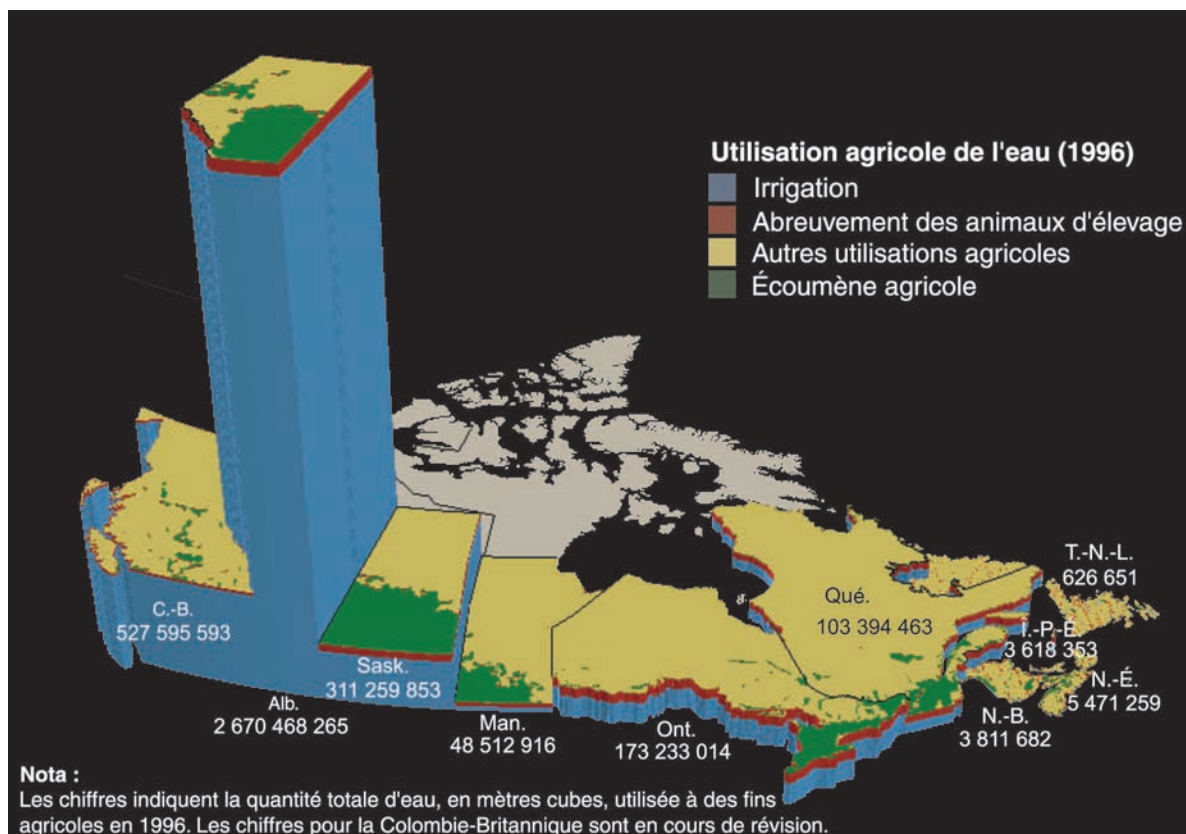 Utilisation agricole de l'eau (1996)
Irrigation
Abreuvement des animaux d'élevage
Autres utilisations agricoles
Écoumène agricole
C.-B.
527 595 593
Alb.
2 670 468 265
Sask.
311 259 853
Man.
48 512 916
Ont.
173 233 014
Qué.
103 394 463
T.-N.-L.
626 651
I.-P.-E.
3 618 353
N.-É.
5 471 259
N.-B.
3 811 682
Nota :
Les chiffres indiquent la quantité totale d'eau, en mètres cubes, utilisée à des fins
agricoles en 1996. Les chiffres pour la Colombie-Britannique sont en cours de révision.